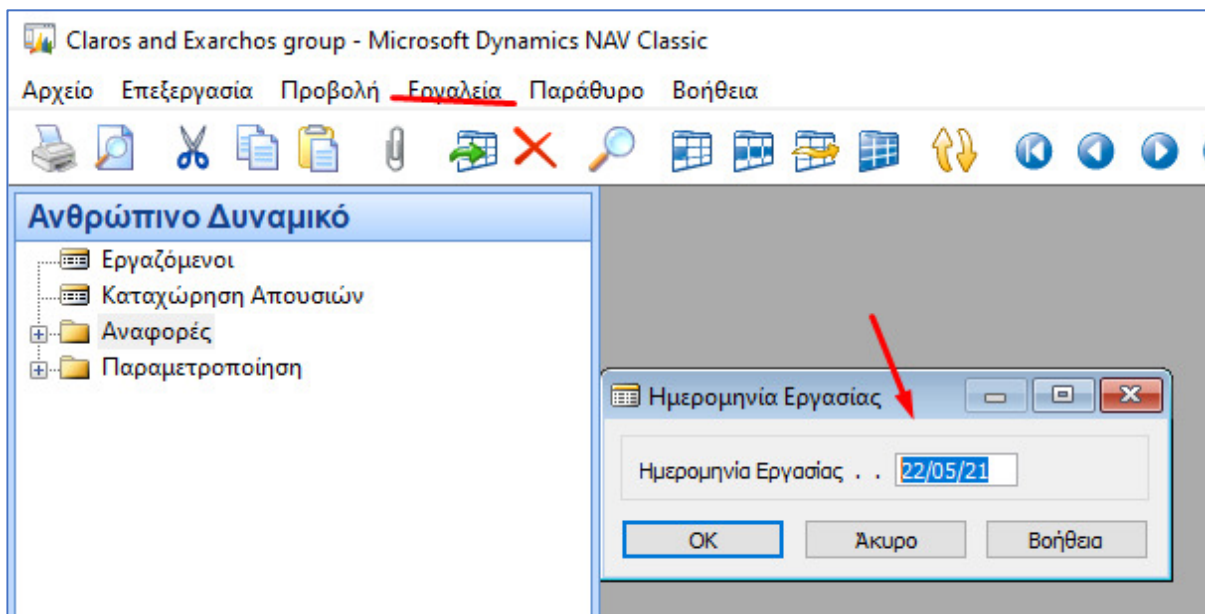 Claros and Exarchos group - Microsoft Dynamics NAV Classic
Αρχείο Επεξεργασία Προβολή Εργαλεία Παράθυρο Βοήθεια
Ανθρώπινο Δυναμικό
Εργαζόμενοι
Καταχώρηση Απουσιών
Αναφορές
Παραμετροποίηση
Ημερομηνία Εργασίας
Ημερομηνία Εργασίας . . 22/05/21
OK Άκυρο Βοήθεια